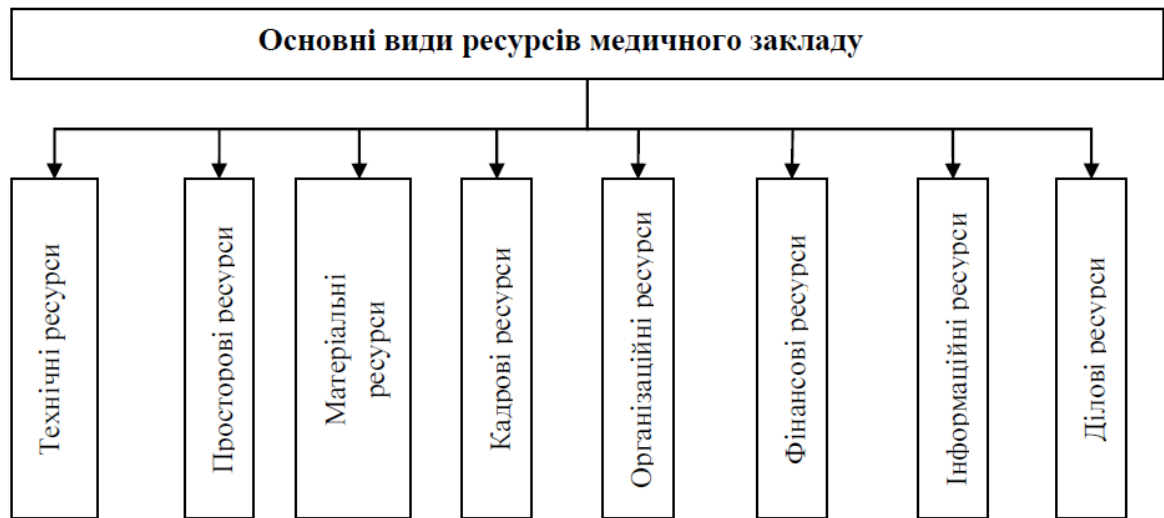 Основні види ресурсів медичного закладу
Технічні ресурси
Просторові ресурси
Матеріальні
ресурси
Кадрові ресурси
Організаційні ресурси
Фінансові ресурси
Інформаційні ресурси
Ділові ресурси